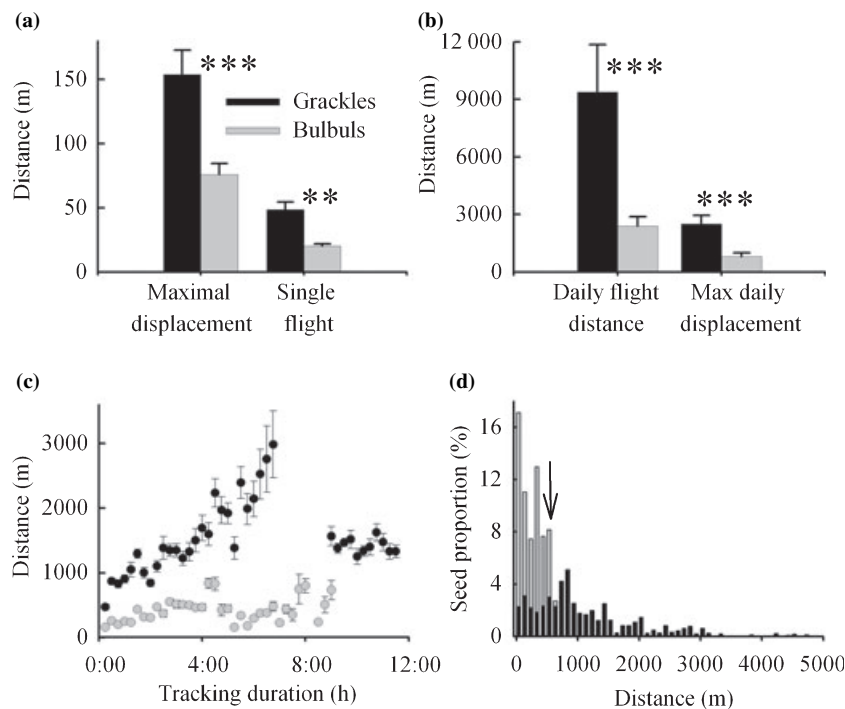 (a)
150
100
50
0
Distance (m)
***
Grackles
Bulbuls
**
Maximal
displacement
Single
flight
(b)
12 000
9000
6000
3000
0
Distance (m)
***
***
Daily flight
distance
Max daily
displacement
(c)
3000
2000
1000
0
Distance (m)
0:00
4:00
8:00
12:00
Tracking duration (h)
(d)
16
12
8
4
0
Seed proportion (%)
0
1000
2000
3000
4000
5000
Distance (m)